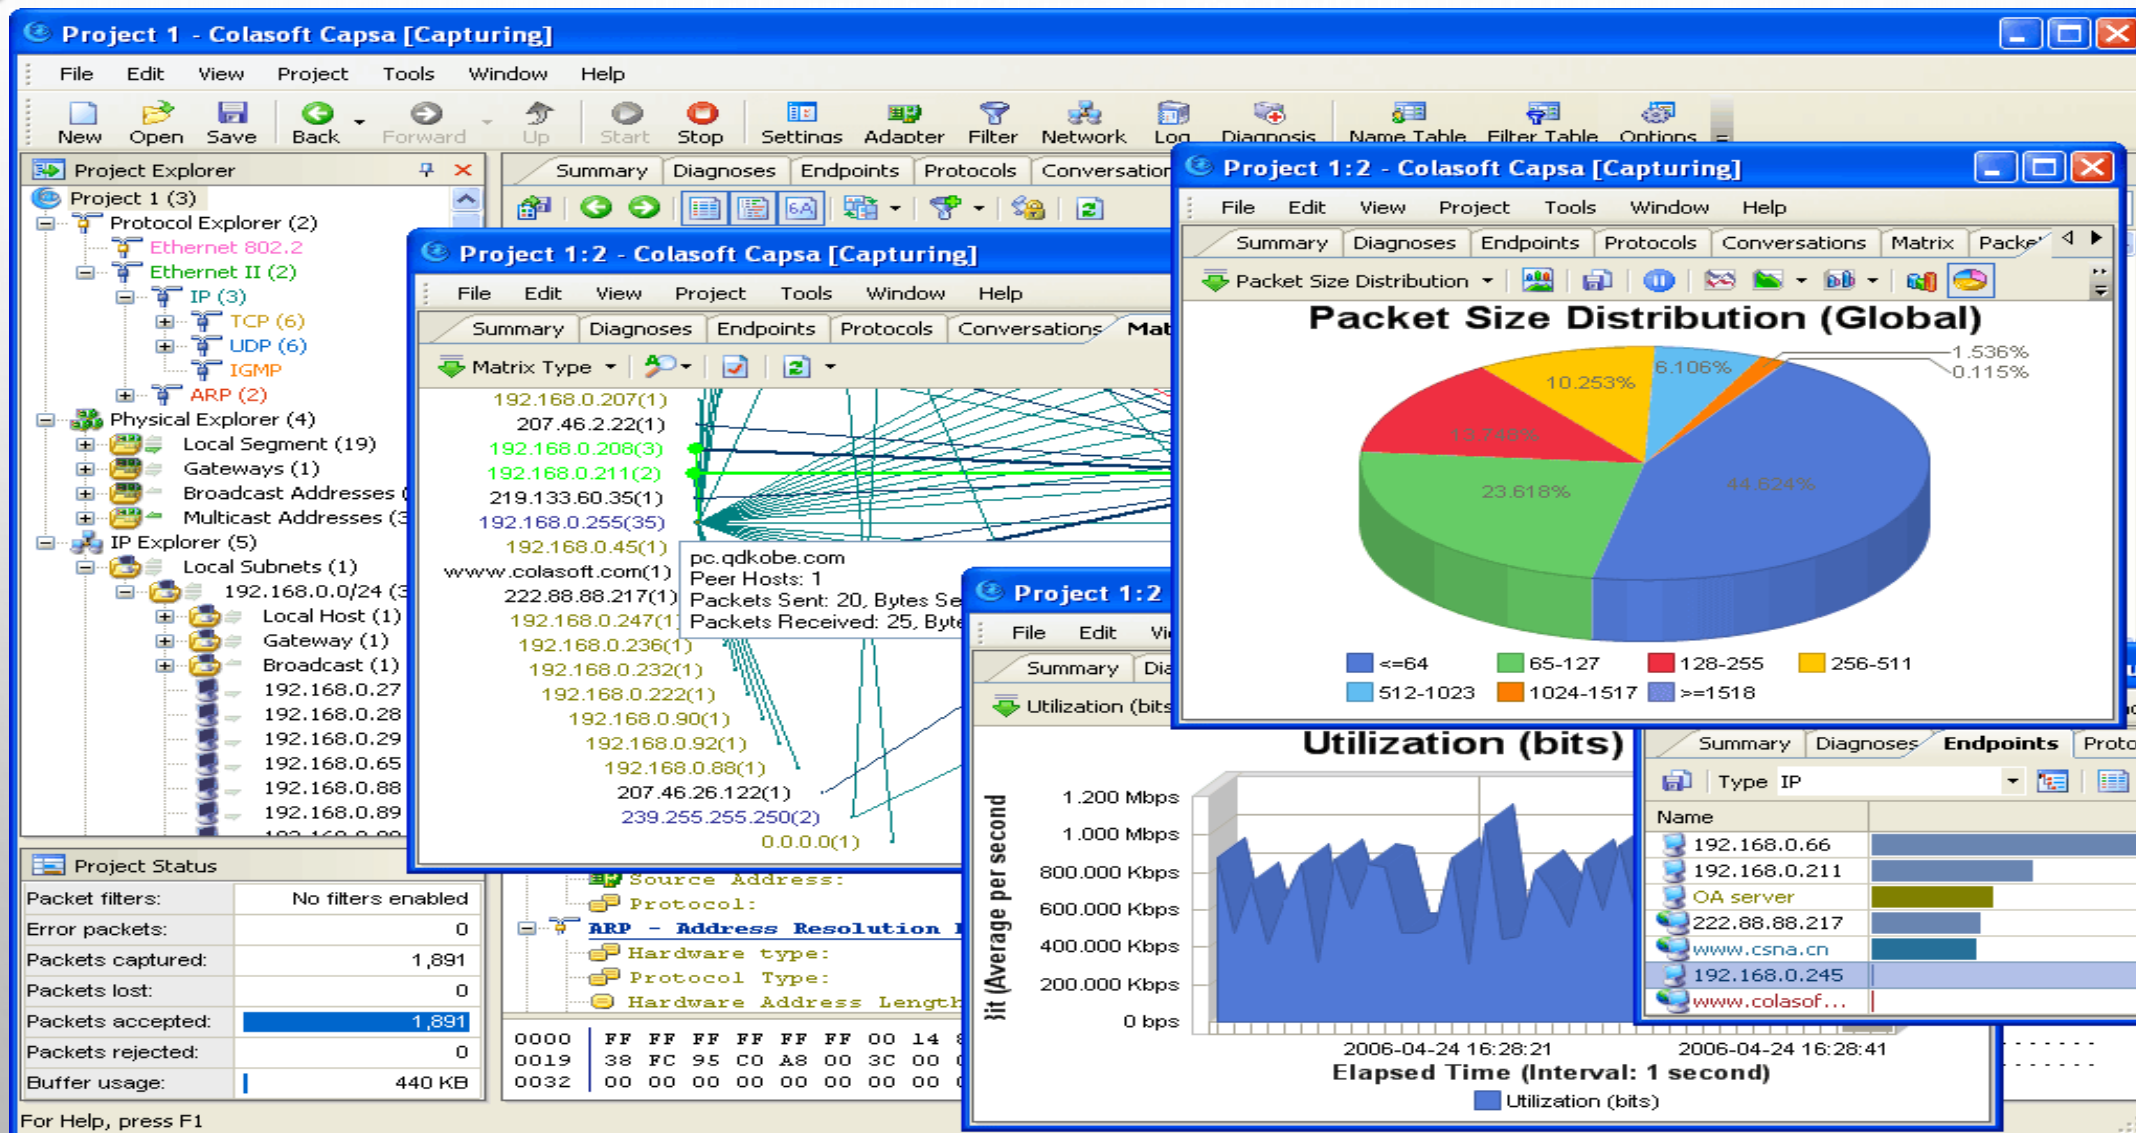 Project 1 - Colasoft Capsa [Capturing]
File Edit View Project Tools Window Help
New Open Save Back Forward Up Start Stop Settings Adapter Filter Network Log Diagnosis Name Table Filter Table Options
Project Explorer
Project 1 (3)
Protocol Explorer (2)
Ethernet 802.2
Ethernet II (2)
IP (3)
TCP (6)
UDP (6)
IGMP
ARP (2)
Physical Explorer (4)
Local Segment (19)
Gateways (1)
Broadcast Addresses (
Multicast Addresses (3
IP Explorer (5)
Local Subnets (1)
192.168.0.0/24 (3
Local Host (1)
Gateway (1)
Broadcast (1)
192.168.0.27
192.168.0.28
192.168.0.29
192.168.0.65
192.168.0.88
192.168.0.89
Project Status
Packet filters: No filters enabled
Error packets: 0
Packets captured: 1,891
Packets lost: 0
Packets accepted: 1,891
Packets rejected: 0
Buffer usage: 440 KB
For Help, press F1
Summary Diagnoses Endpoints Protocols Conversation
Project 1:2 - Colasoft Capsa [Capturing]
File Edit View Project Tools Window Help
Summary Diagnoses Endpoints Protocols Conversations Mat
Matrix Type
192.168.0.207(1)
207.46.2.22(1)
192.168.0.208(3)
192.168.0.211(2)
219.133.60.35(1)
192.168.0.255(35)
192.168.0.45(1)
www.colasoft.com(1)
222.88.88.217(1)
192.168.0.247(1
192.168.0.236(1)
192.168.0.232(1)
192.168.0.222(1)
192.168.0.90(1)
192.168.0.92(1)
192.168.0.88(1)
207.46.26.122(1)
239.255.255.250(2)
0.0.0.0(1)
pc.qdkobe.com
Peer Hosts: 1
Packets Sent: 20, Bytes Se
Packets Received: 25, Byte
Source Address:
Protocol:
ARP - Address Resolution
Hardware type:
Protocol Type:
Hardware Address Length
0000 FF FF FF FF FF FF 00 14
0019 38 FC 95 C0 A8 00 3C 00
0032 00 00 00 00 00 00 00 00
Project 1:2 - Colasoft Capsa [Capturing]
File Edit View Project Tools Window Help
Summary Diagnoses Endpoints Protocols Conversations Matrix Packe
Packet Size Distribution
Packet Size Distribution (Global)
1.536%
0.115%
6.106%
10.253%
13.748%
23.618%
44.624%
<=64 65-127 128-255 256-511
512-1023 1024-1517 >=1518
Project 1:2
File Edit Vi
Summary Dia
Utilization (bits
Utilization (bits)
Bit (Average per second
1.200 Mbps
1.000 Mbps
800.000 Kbps
600.000 Kbps
400.000 Kbps
200.000 Kbps
0 bps
2006-04-24 16:28:21 2006-04-24 16:28:41
Elapsed Time (Interval: 1 second)
Utilization (bits)
Summary Diagnoses Endpoints Proto
Type IP
Name
192.168.0.66
192.168.0.211
OA server
222.88.88.217
www.csna.cn
192.168.0.245
www.colasof...